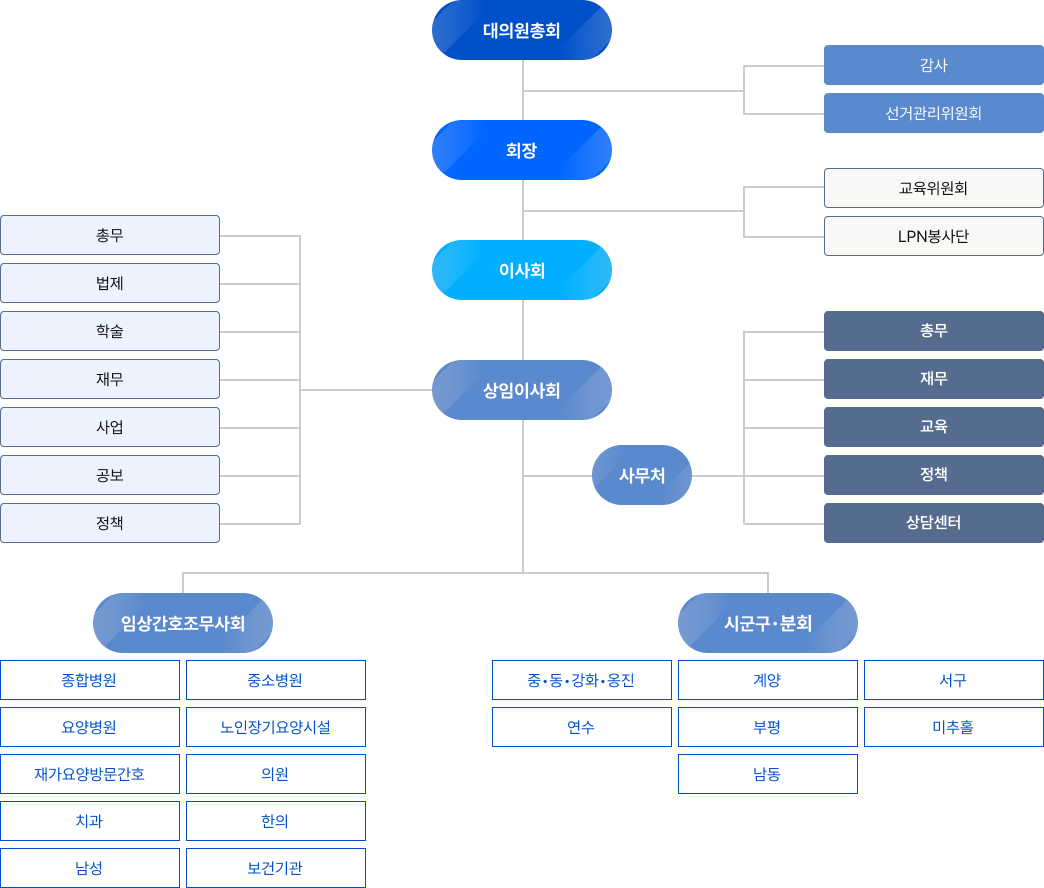 대의원총회
감사
선거관리위원회
회장
교육위원회
LPN봉사단
이사회
총무
법제
학술
재무
사업
공보
정책
상임이사회
사무처
총무
재무
교육
정책
상담센터
임상간호조무사회
종합병원
중소병원
요양병원
노인장기요양시설
재가요양방문간호
의원
치과
한의
남성
보건기관
시군구·분회
중·동·강화·옹진
계양
서구
연수
부평
미추홀
남동